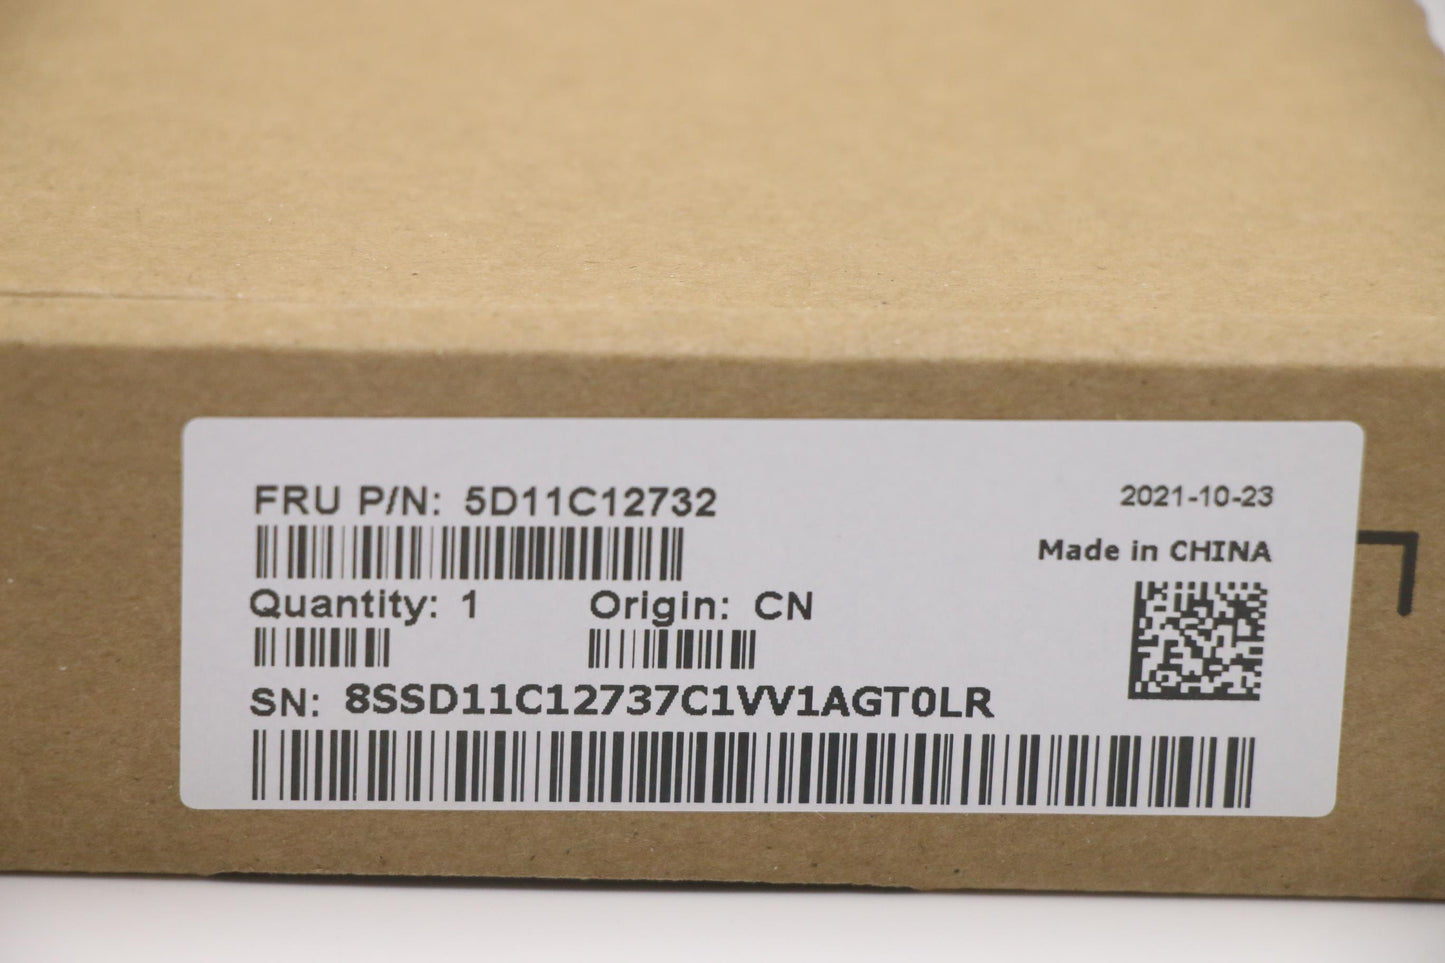 FRU P/N: 5D11C12732
2021-10-23
Made in CHINA
Quantity: 1 Origin: CN
SN: 8SSD11C12737C1VV1AGT0LR